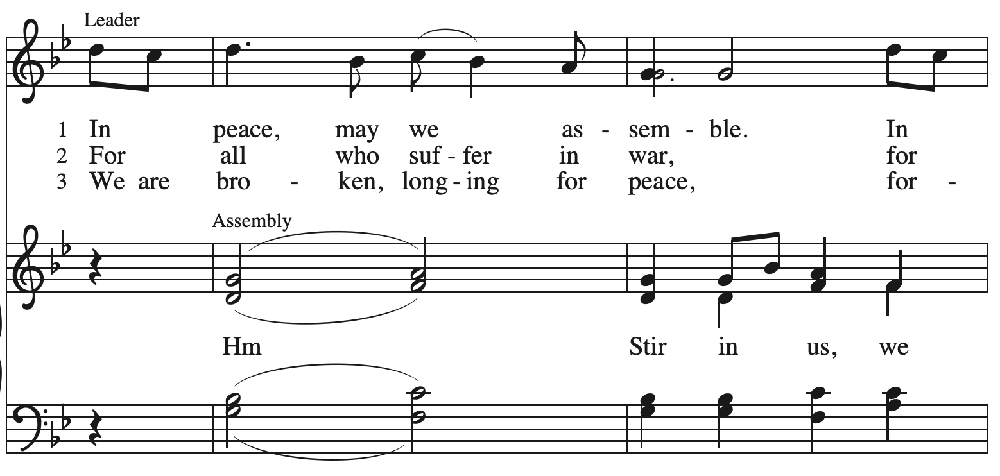 Leader
1 In peace, may we as - sem - ble. In
2 For all who suf - fer in war, for
3 We are bro - ken, long - ing for peace, for -
Assembly
Hm Stir in us, we